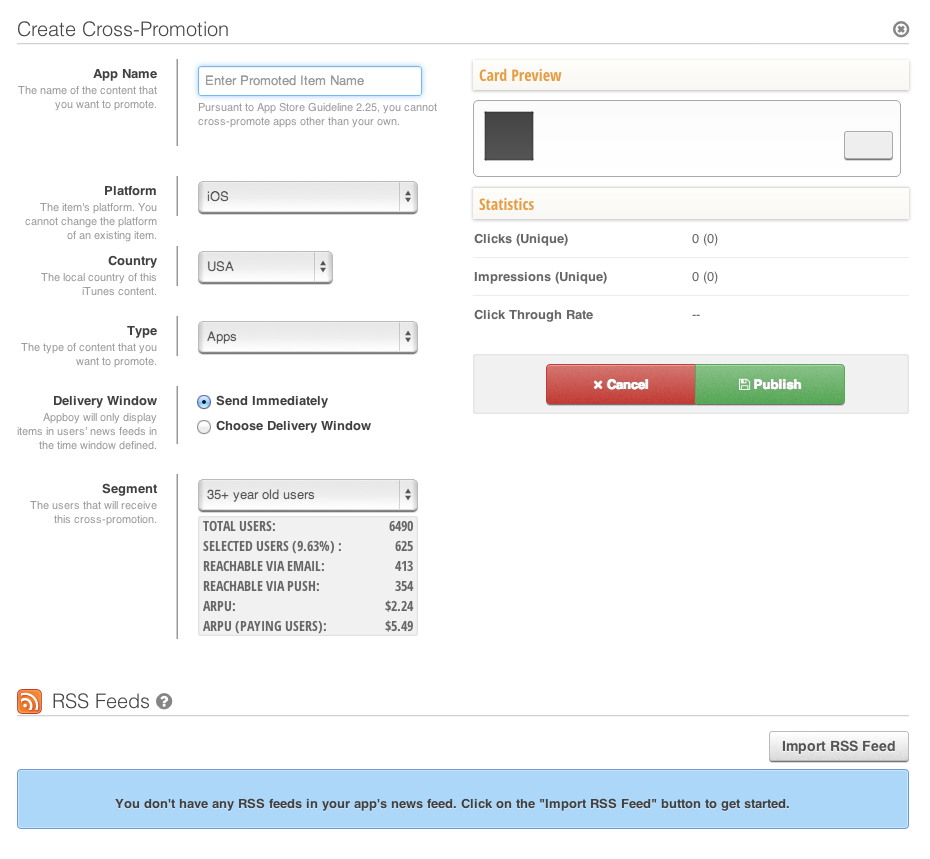 Create Cross-Promotion
App Name
The name of the content that
you want to promote.
Enter Promoted Item Name
Pursuant to App Store Guideline 2.25, you cannot
cross-promote apps other than your own.
Platform
The item's platform. You
cannot change the platform
of an existing item.
iOS
Country
The local country of this
iTunes content.
USA
Type
The type of content that you
want to promote.
Apps
Delivery Window
Appboy will only display
items in users' news feeds in
the time window defined.
Send Immediately
Choose Delivery Window
Segment
The users that will receive
this cross-promotion.
35+ year old users
TOTAL USERS: 6490
SELECTED USERS (9.63%) : 625
REACHABLE VIA EMAIL: 413
REACHABLE VIA PUSH: 354
ARPU: $2.24
ARPU (PAYING USERS): $5.49
Card Preview
Statistics
Clicks (Unique) 0 (0)
Impressions (Unique) 0 (0)
Click Through Rate --
Cancel Publish
RSS Feeds ?
Import RSS Feed
You don't have any RSS feeds in your app's news feed. Click on the "Import RSS Feed" button to get started.